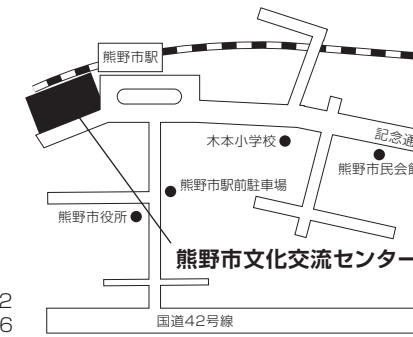 熊野市駅
記念通
木本小学校
熊野市民会館
熊野市駅前駐車場
熊野市役所
熊野市文化交流センター
2
6
国道42号線